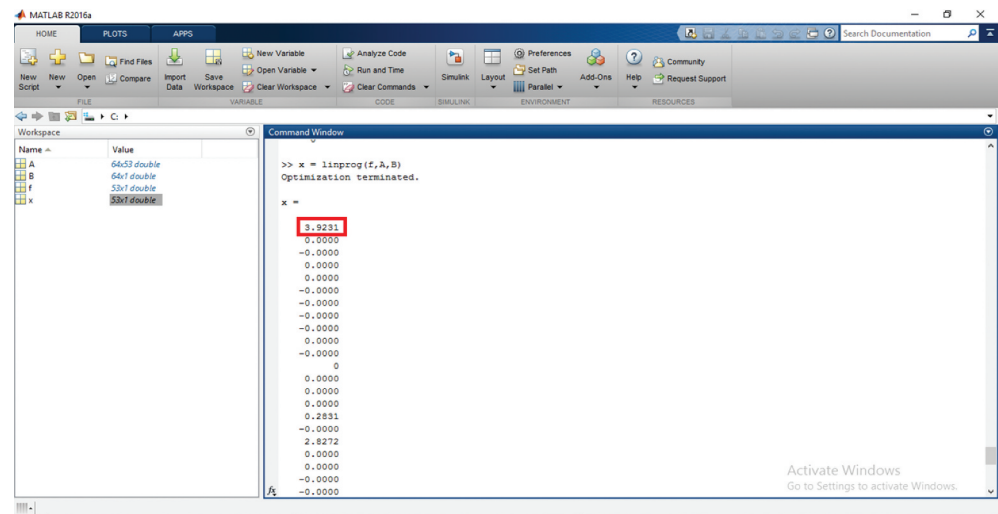 MATLAB R2016a
HOME PLOTS APPS
Search Documentation
New Script
New
Open
Find Files
Compare
Import Data
Save Workspace
New Variable
Open Variable
Clear Workspace
Analyze Code
Run and Time
Clear Commands
Simulink
Layout
Preferences
Set Path
Parallel
Add-Ons
Help
Community
Request Support
FILE VARIABLE CODE SIMULINK ENVIRONMENT RESOURCES
C:
Workspace
Name Value
A 64x53 double
B 64x1 double
f 53x1 double
x 53x1 double
Command Window
>> x = linprog(f,A,B)
Optimization terminated.
x =
3.9231
0.0000
-0.0000
0.0000
0.0000
-0.0000
-0.0000
-0.0000
-0.0000
0.0000
-0.0000
0
0.0000
0.0000
0.0000
0.2831
-0.0000
2.8272
0.0000
0.0000
-0.0000
fx -0.0000
Activate Windows
Go to Settings to activate Windows.